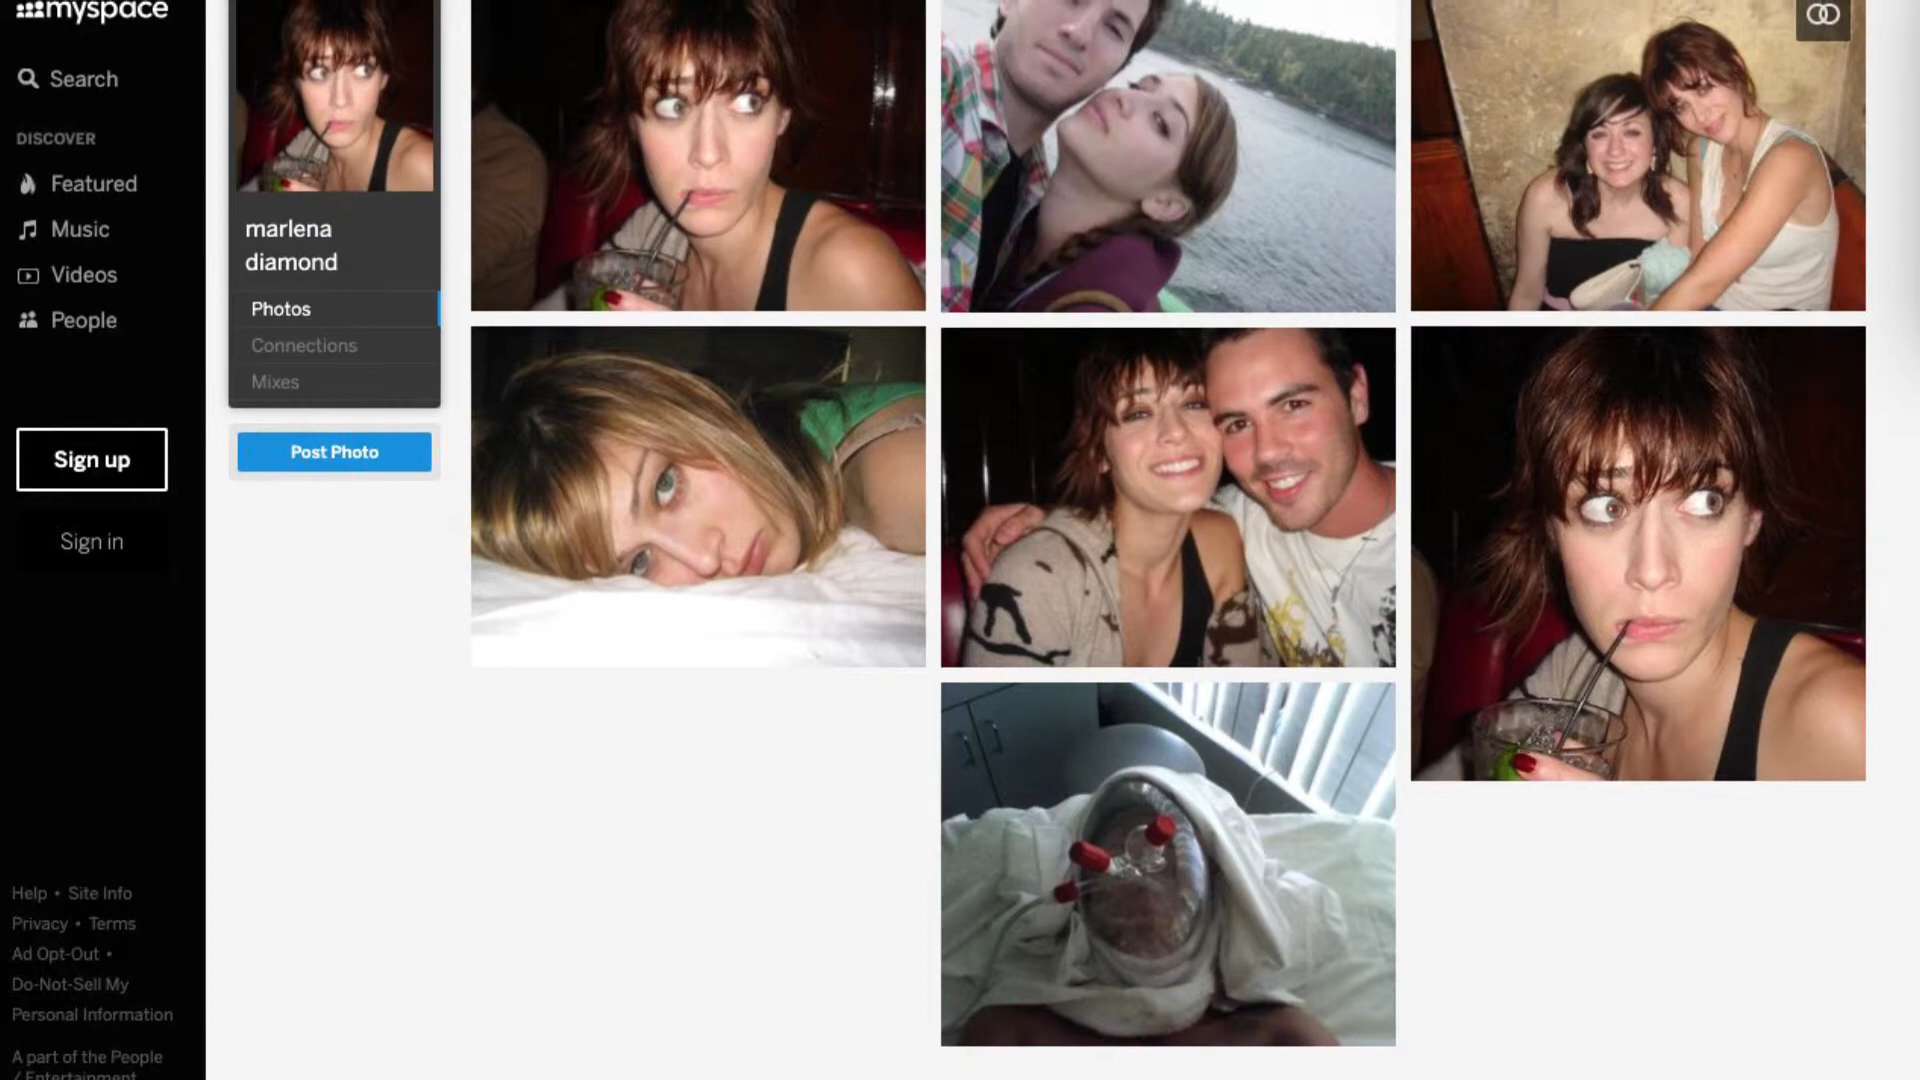 myspace
Search
DISCOVER
Featured
Music
Videos
People
Sign up
Sign in
Help • Site Info
Privacy • Terms
Ad Opt-Out •
Do-Not-Sell My
Personal Information
A part of the People
/ Entertainment
marlena
diamond
Photos
Connections
Mixes
Post Photo